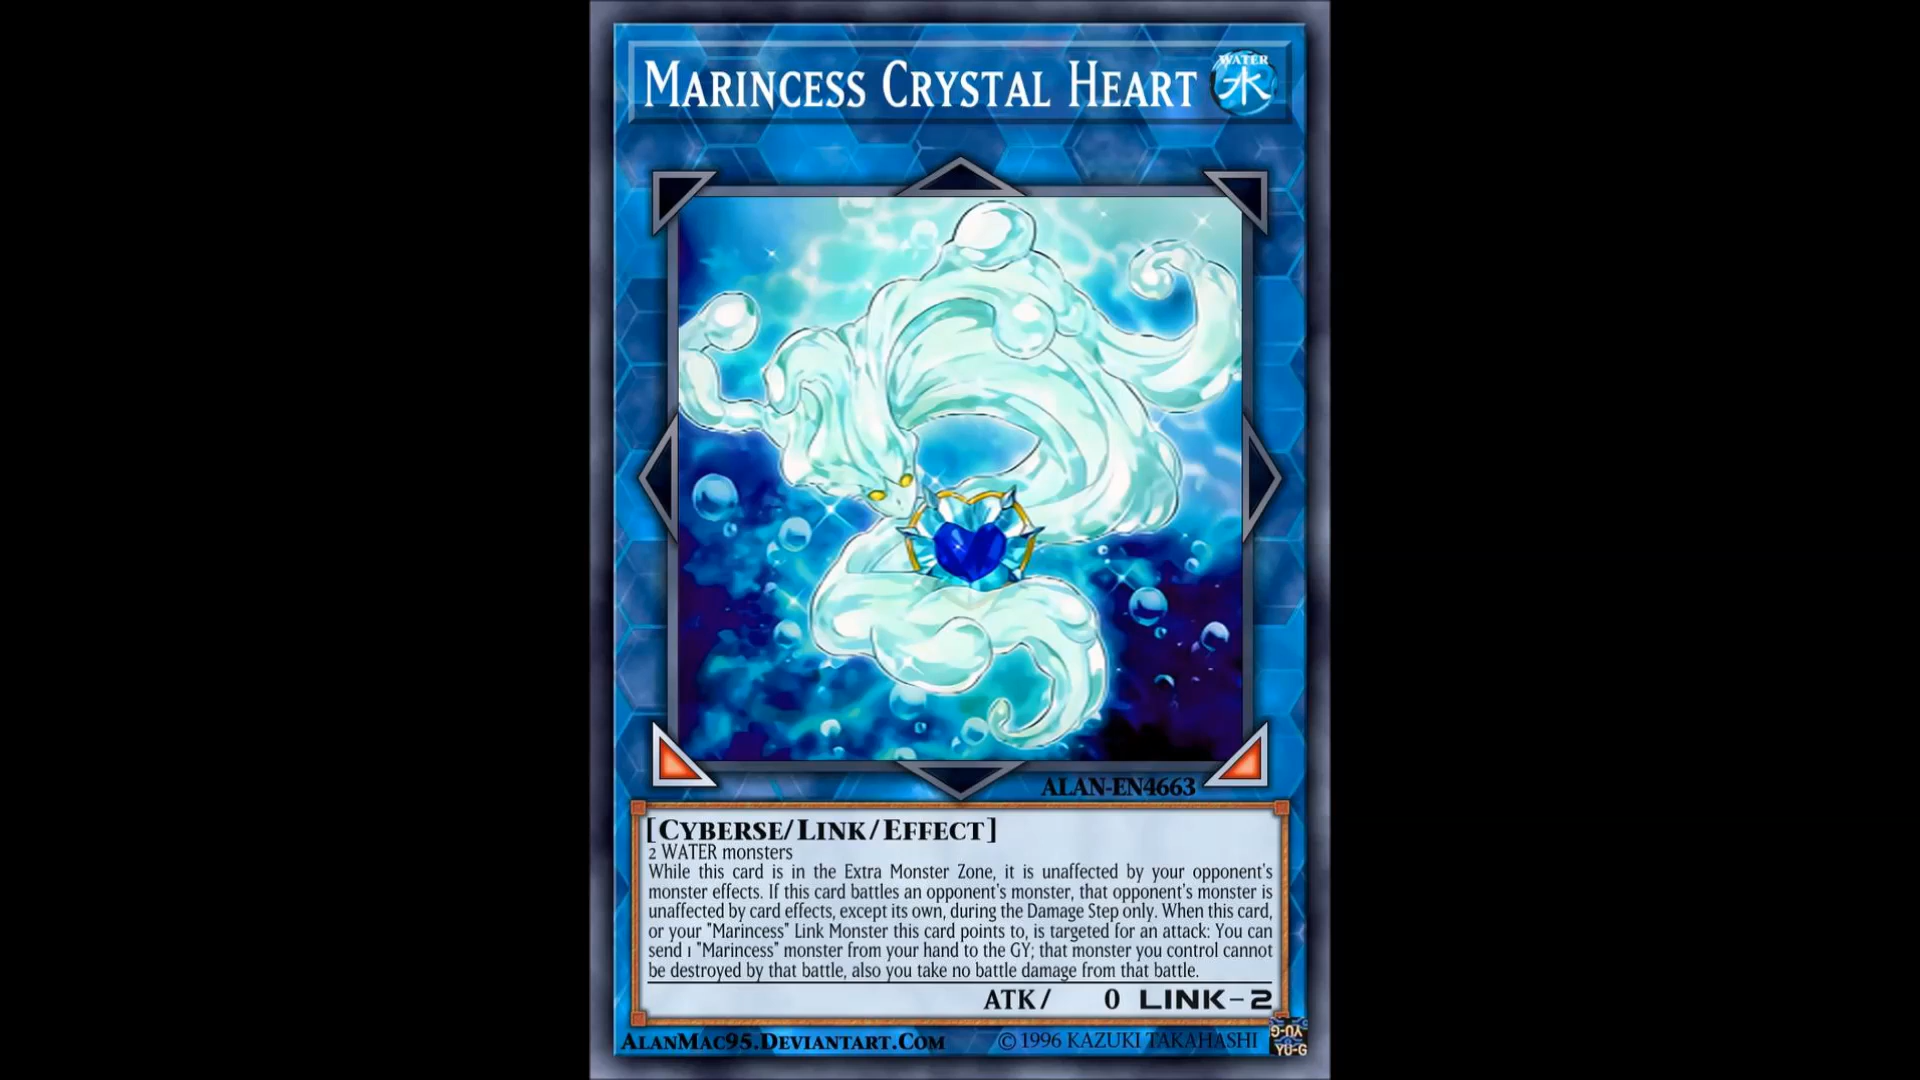 MARINCESS CRYSTAL HEART
WATER
水
ALAN-EN4663
[CYBERSE/LINK/EFFECT]
2 WATER monsters
While this card is in the Extra Monster Zone, it is unaffected by your opponent's
monster effects. If this card battles an opponent's monster, that opponent's monster is
unaffected by card effects, except its own, during the Damage Step only. When this card,
or your "Marincess" Link Monster this card points to, is targeted for an attack: You can
send 1 "Marincess" monster from your hand to the GY; that monster you control cannot
be destroyed by that battle, also you take no battle damage from that battle.
ATK/ 0 LINK-2
ALANMAC95.DEVIANTART.COM
©1996 KAZUKI TAKAHASHI